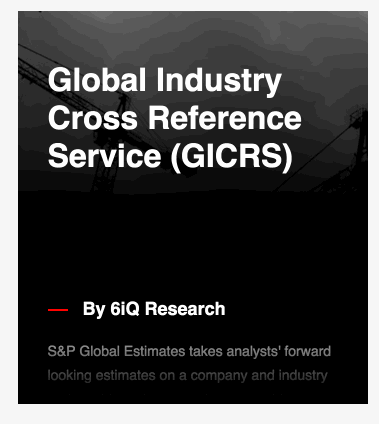 Global Industry
Cross Reference
Service (GICRS)
By 6iQ Research
S&P Global Estimates takes analysts' forward
looking estimates on a company and industry